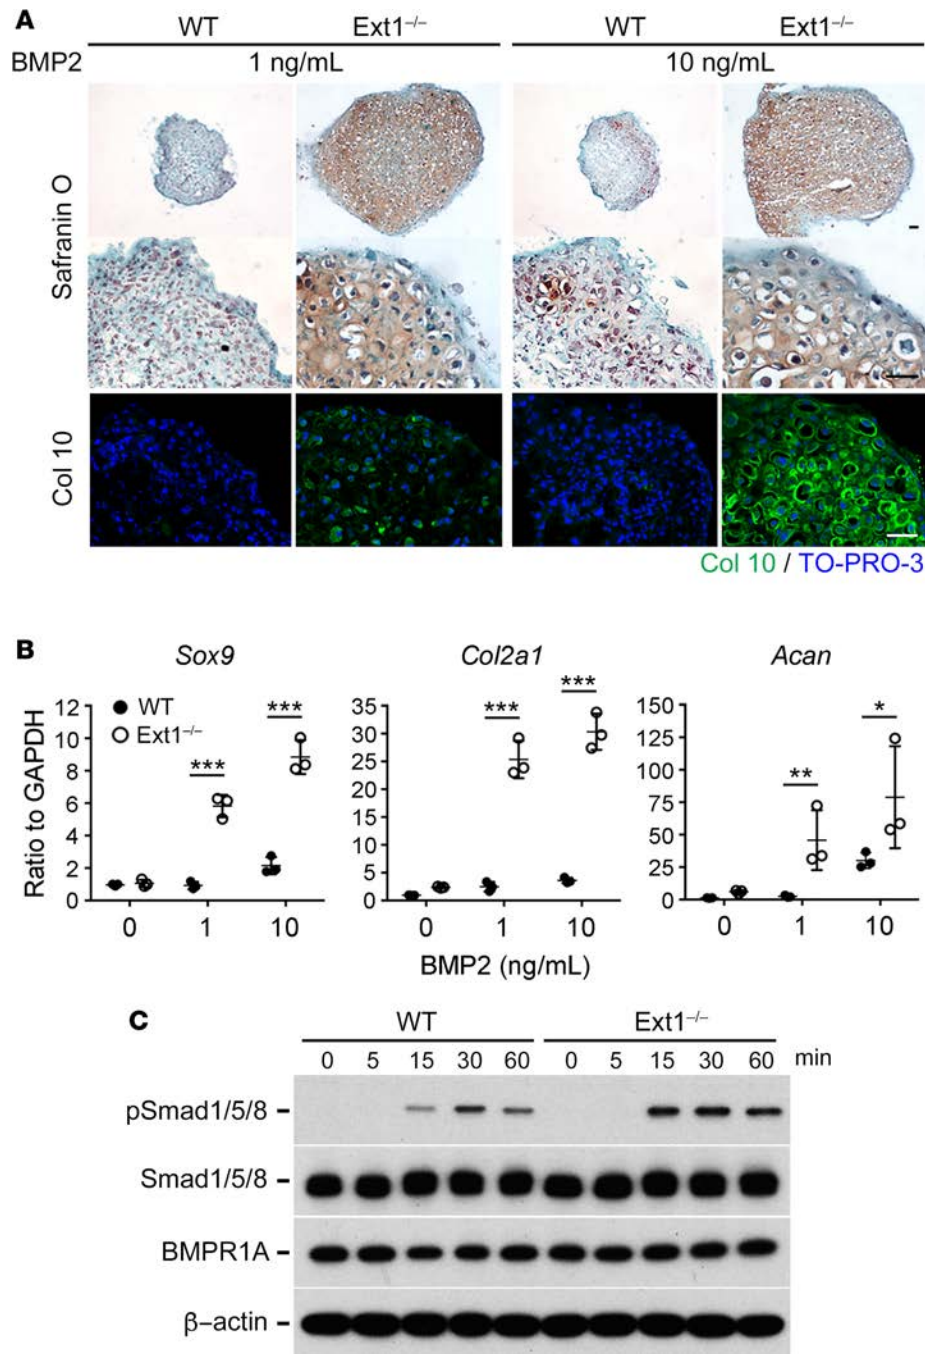 A
WT Ext1–/– WT Ext1–/–
BMP2 1 ng/mL 10 ng/mL
Safranin O
Col 10
Col 10 / TO-PRO-3
B
Sox9 Col2a1 Acan
Ratio to GAPDH
12
10
8
6
4
2
0
WT
Ext1–/–
***
***
0 1 10
35
30
25
20
15
10
5
0
***
***
0 1 10
150
125
100
75
50
25
0
**
*
0 1 10
BMP2 (ng/mL)
C
WT Ext1–/–
0 5 15 30 60 0 5 15 30 60 min
pSmad1/5/8
Smad1/5/8
BMPR1A
β–actin